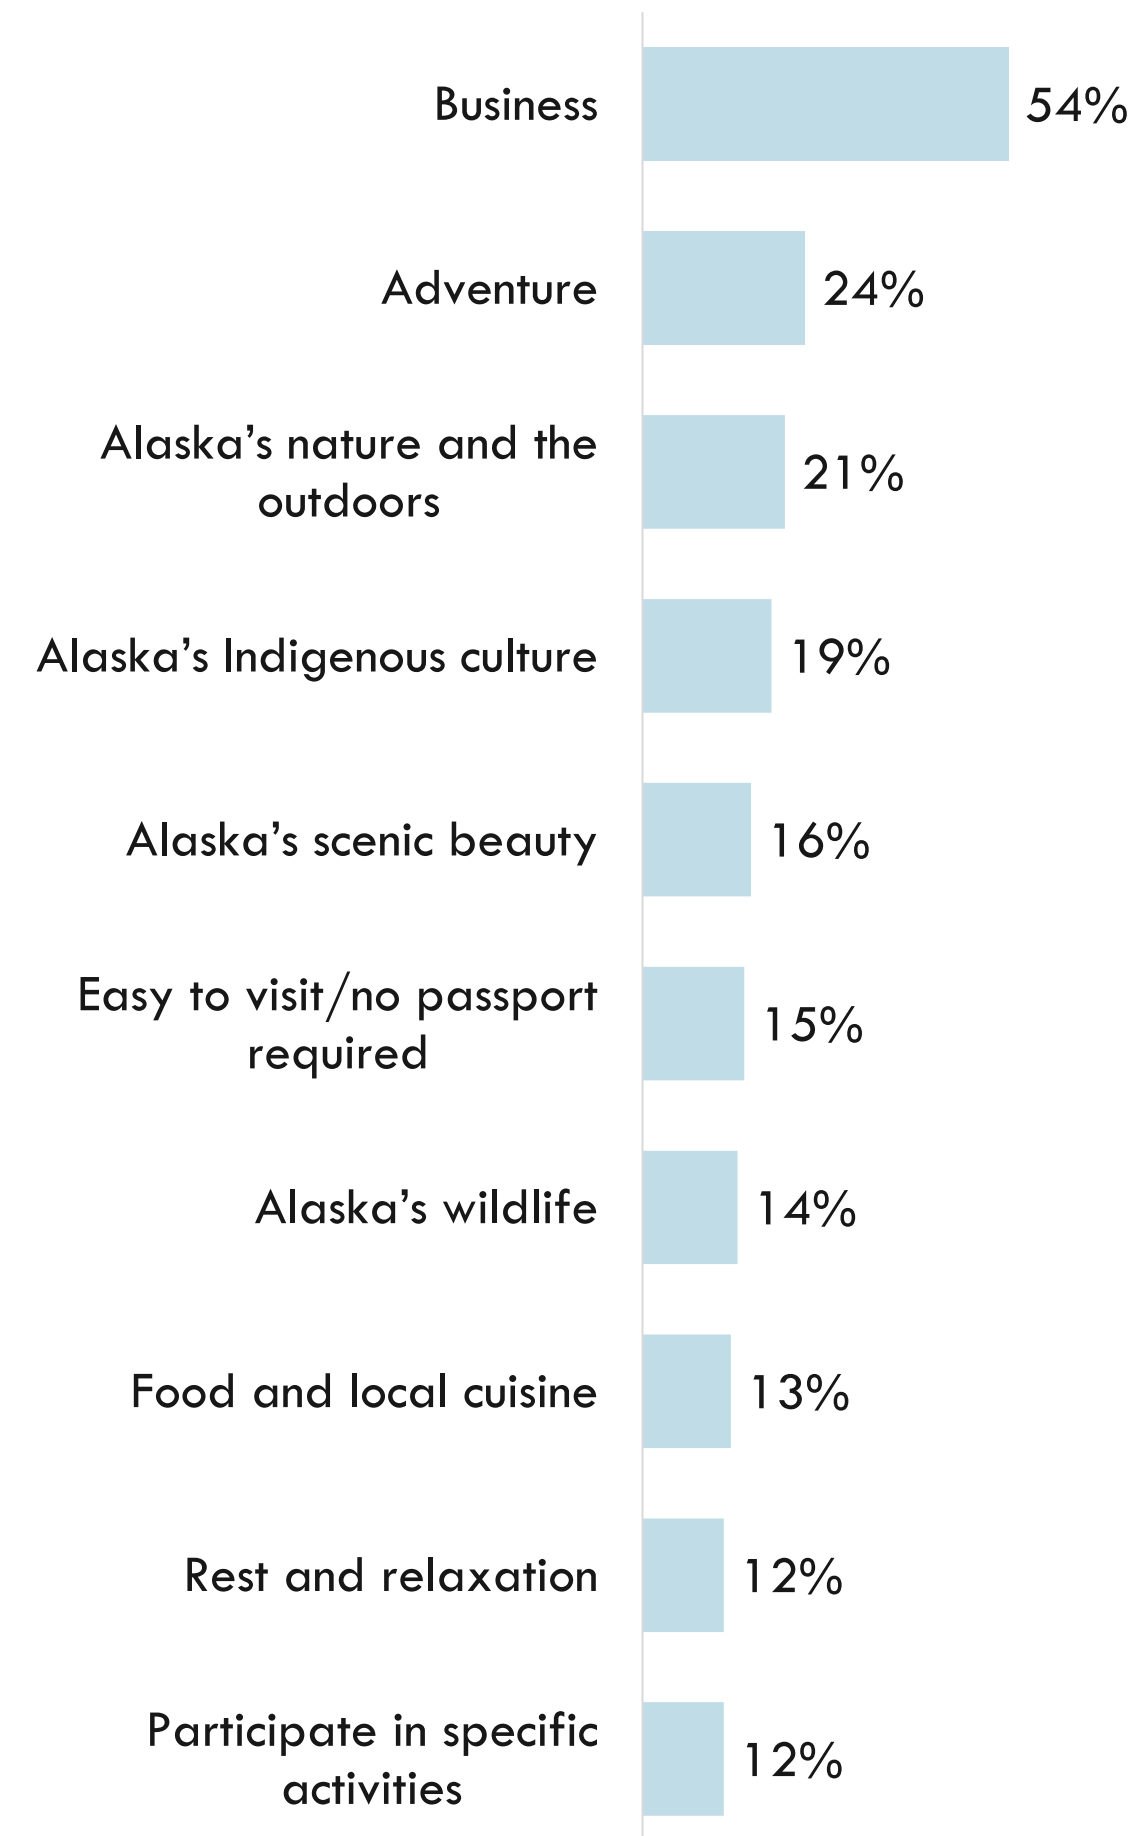 Business
54%
Adventure
24%
Alaska’s nature and the
outdoors
21%
Alaska’s Indigenous culture
19%
Alaska’s scenic beauty
16%
Easy to visit/no passport
required
15%
Alaska’s wildlife
14%
Food and local cuisine
13%
Rest and relaxation
12%
Participate in specific
activities
12%